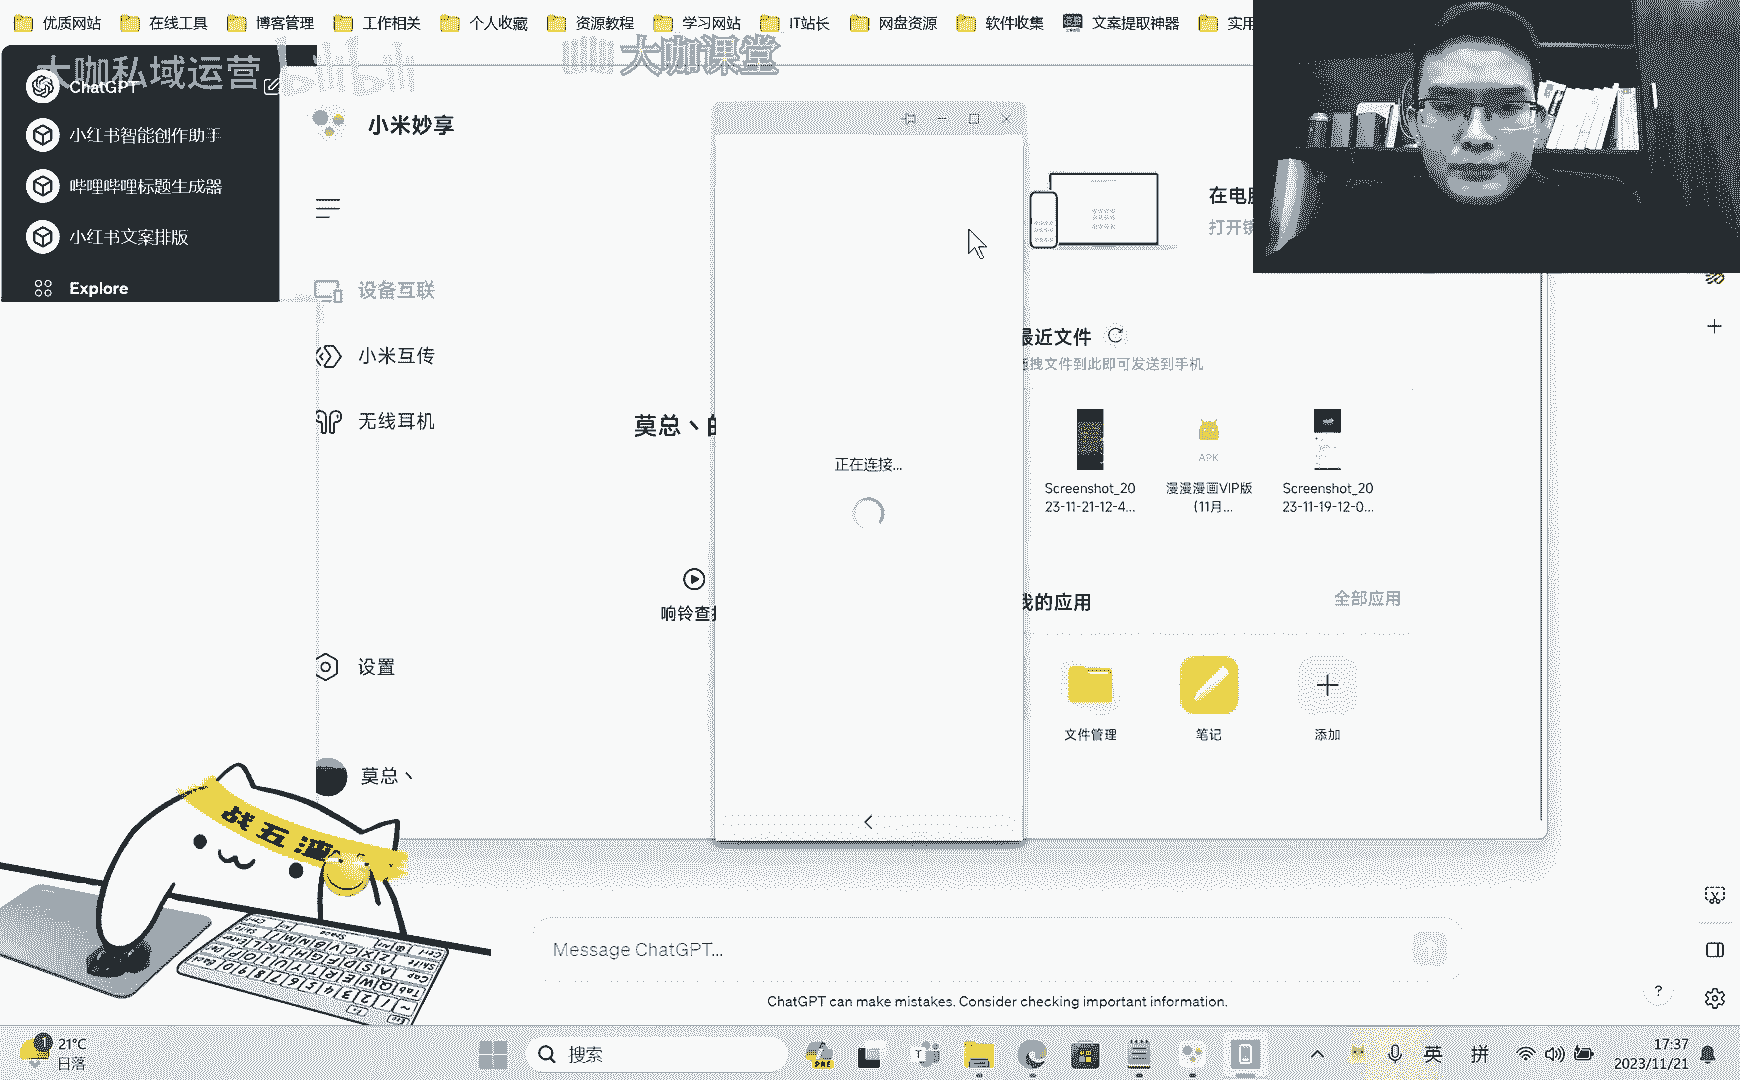 优质网站 在线工具 博客管理 工作相关 个人收藏 资源教程 学习网站 IT站长 网盘资源 软件收集 文案提取神器 实用
大咖私域运营 bilibili 大咖课堂
ChatGPT
小红书智能创作助手
哔哩哔哩标题生成器
小红书文案排版
Explore
小米妙享
设备互联
小米互传
无线耳机
设置
莫总丶
莫总丶的
响铃查找
正在连接...
在电脑
打开镜
最近文件
拖拽文件到此即可发送到手机
Screenshot_20
23-11-21-12-4...
APK
漫漫漫画VIP版
(11月...
Screenshot_20
23-11-19-12-0...
我的应用 全部应用
文件管理 笔记 添加
战五渣
Message ChatGPT...
ChatGPT can make mistakes. Consider checking important information.
?
1
21°C
日落
搜索
PRE
英 拼
17:37
2023/11/21